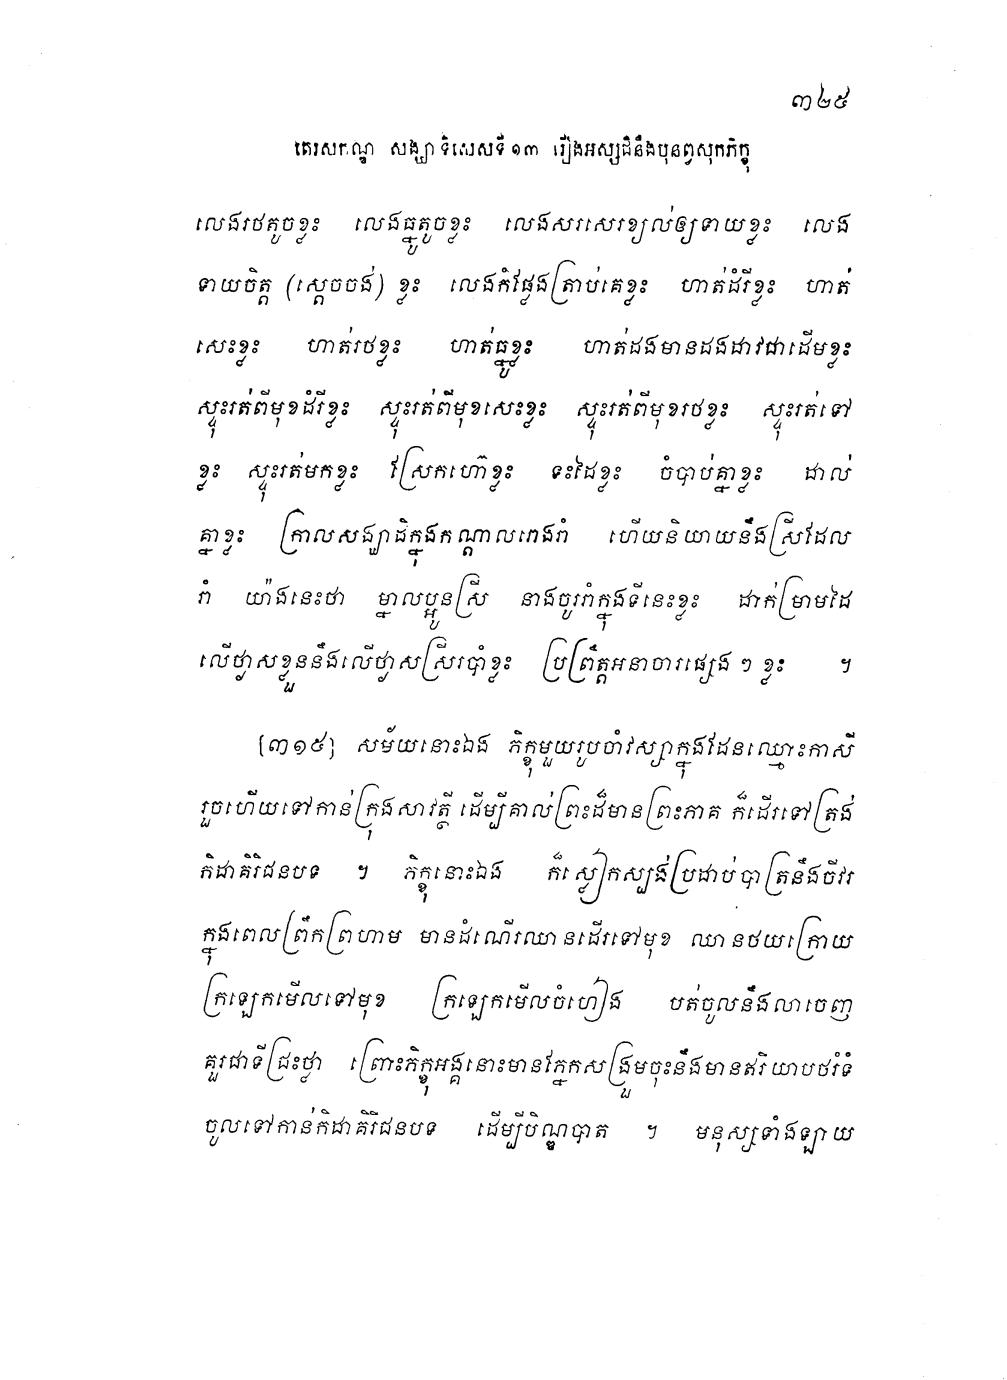 ៣២៥
តេរសកណ្ឌ សង្ឃាទិសេសទី១៣ រឿងអស្សជិនឹងបុនព្វសុកភិក្ខុ
លេងរថតូចខ្លះ លេងធ្នូតូចខ្លះ លេងសរសេរខ្យល់ឲ្យទាយខ្លះ លេង
ទាយចិត្ត (ស្តេចចង់) ខ្លះ លេងកំផ្លែងត្រាប់គេខ្លះ ហាត់ដំរីខ្លះ ហាត់
សេះខ្លះ ហាត់រថខ្លះ ហាត់ធ្នូខ្លះ ហាត់ដងមានដងដាវជាដើមខ្លះ
ស្ទុះរត់ពីមុខដំរីខ្លះ ស្ទុះរត់ពីមុខសេះខ្លះ ស្ទុះរត់ពីមុខរថខ្លះ ស្ទុះរត់ទៅ
ខ្លះ ស្ទុះរត់មកខ្លះ ស្រែកហ៊ោខ្លះ ទះដៃខ្លះ ចំបាប់គ្នាខ្លះ ដាល់
គ្នាខ្លះ ក្រាលសង្ឃាដិក្នុងកណ្តាលរោងរាំ ហើយនិយាយនឹងស្រីដែល
រាំ យ៉ាងនេះថា ម្នាលប្អូនស្រី នាងចូររាំក្នុងទីនេះខ្លះ ដាក់ម្រាមដៃ
លើថ្ងាសខ្លួននឹងលើថ្ងាសស្រីរបាំខ្លះ ប្រព្រឹត្តអនាចារផ្សេង ៗ ខ្លះ ។
[៣១៥] សម័យនោះឯង ភិក្ខុមួយរូបចាំវស្សាក្នុងដែនឈ្មោះកាសី
រួចហើយទៅកាន់ក្រុងសាវត្ថី ដើម្បីគាល់ព្រះដ៏មានព្រះភាគ ក៏ដើរទៅត្រង់
កិដាគិរិជនបទ ។ ភិក្ខុនោះឯង ក៏ស្លៀកស្បង់ប្រដាប់បាត្រនឹងចីវរ
ក្នុងពេលព្រឹកព្រហាម មានដំណើរឈានដើរទៅមុខ ឈានថយក្រោយ
ក្រឡេកមើលទៅមុខ ក្រឡេកមើលចំហៀង បត់ចូលនឹងលាចេញ
គួរជាទីជ្រះថ្លា ព្រោះភិក្ខុអង្គនោះមានភ្នែកសង្រួមចុះនឹងមានឥរិយាបថរំទំ
ចូលទៅកាន់កិដាគិរីជនបទ ដើម្បីបិណ្ឌបាត ។ មនុស្សទាំងឡាយ